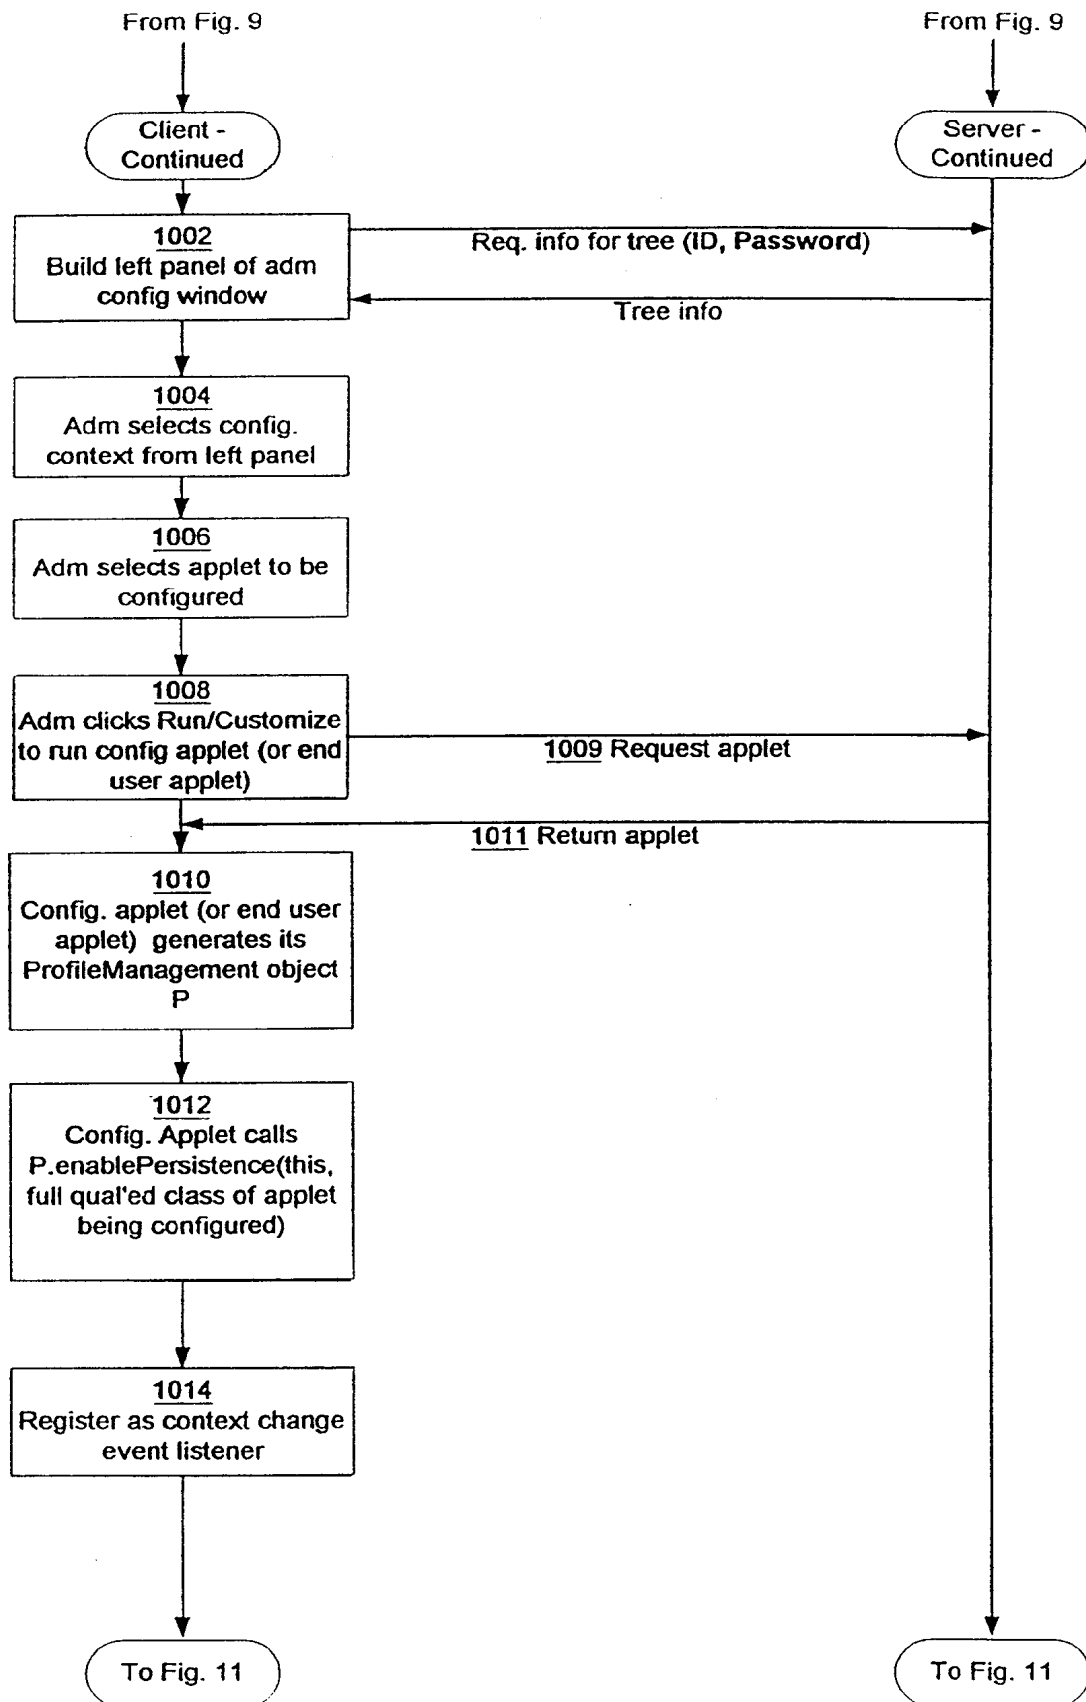 From Fig. 9
From Fig. 9
Client -
Continued
Server -
Continued
1002
Build left panel of adm
config window
Req. info for tree (ID, Password)
Tree info
1004
Adm selects config.
context from left panel
1006
Adm selects applet to be
configured
1008
Adm clicks Run/Customize
to run config applet (or end
user applet)
1009 Request applet
1011 Return applet
1010
Config. applet (or end user
applet) generates its
ProfileManagement object
P
1012
Config. Applet calls
P.enablePersistence(this,
full qual'ed class of applet
being configured)
1014
Register as context change
event listener
To Fig. 11
To Fig. 11